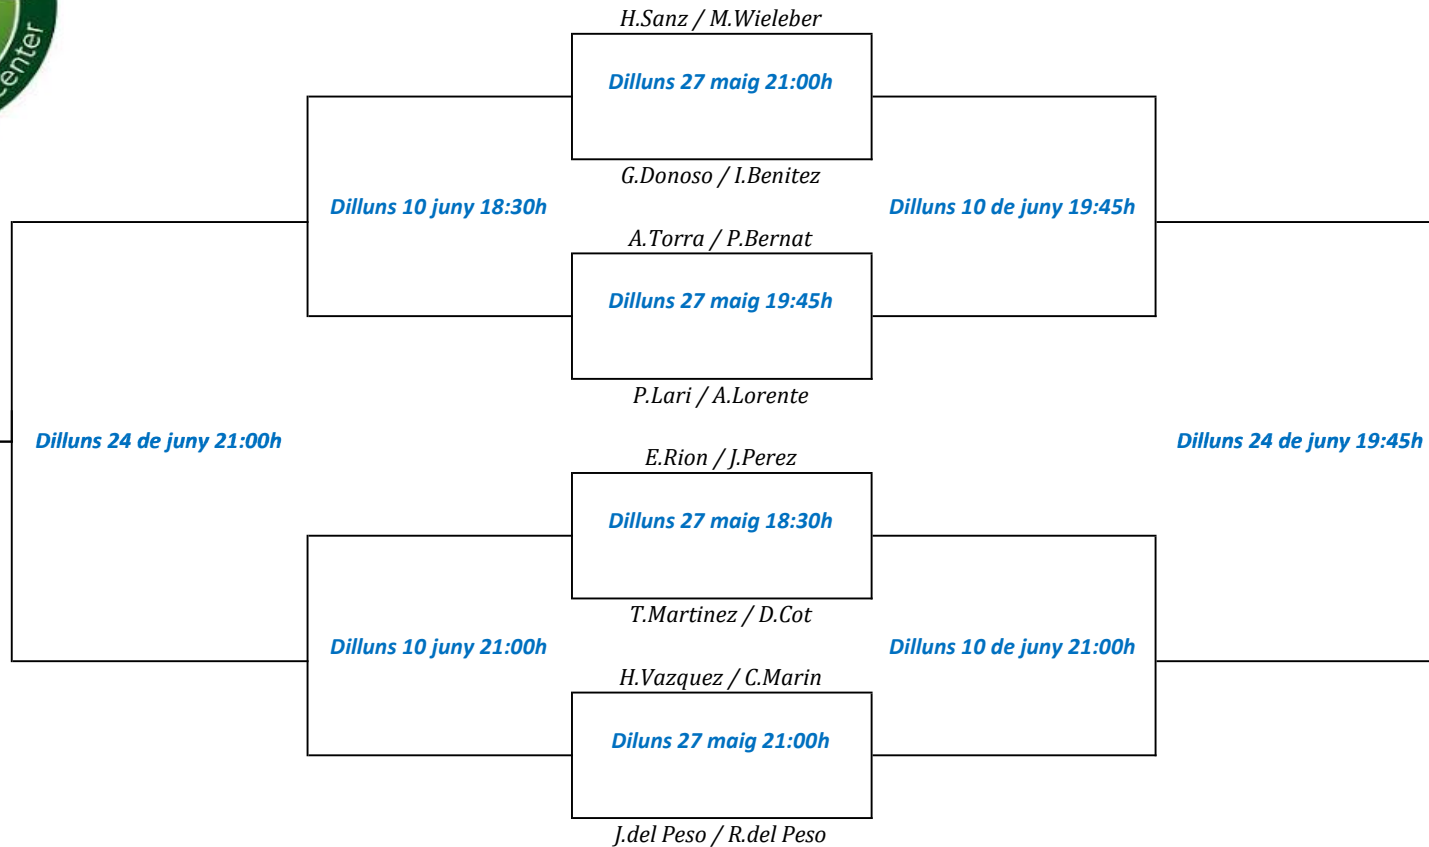 enter
H.Sanz / M.Wieleber
Dilluns 27 maig 21:00h
G.Donoso / I.Benitez
Dilluns 10 juny 18:30h
Dilluns 10 de juny 19:45h
A.Torra / P.Bernat
Dilluns 27 maig 19:45h
P.Lari / A.Lorente
Dilluns 24 de juny 21:00h
Dilluns 24 de juny 19:45h
E.Rion / J.Perez
Dilluns 27 maig 18:30h
T.Martinez / D.Cot
Dilluns 10 juny 21:00h
Dilluns 10 de juny 21:00h
H.Vazquez / C.Marin
Diluns 27 maig 21:00h
J.del Peso / R.del Peso